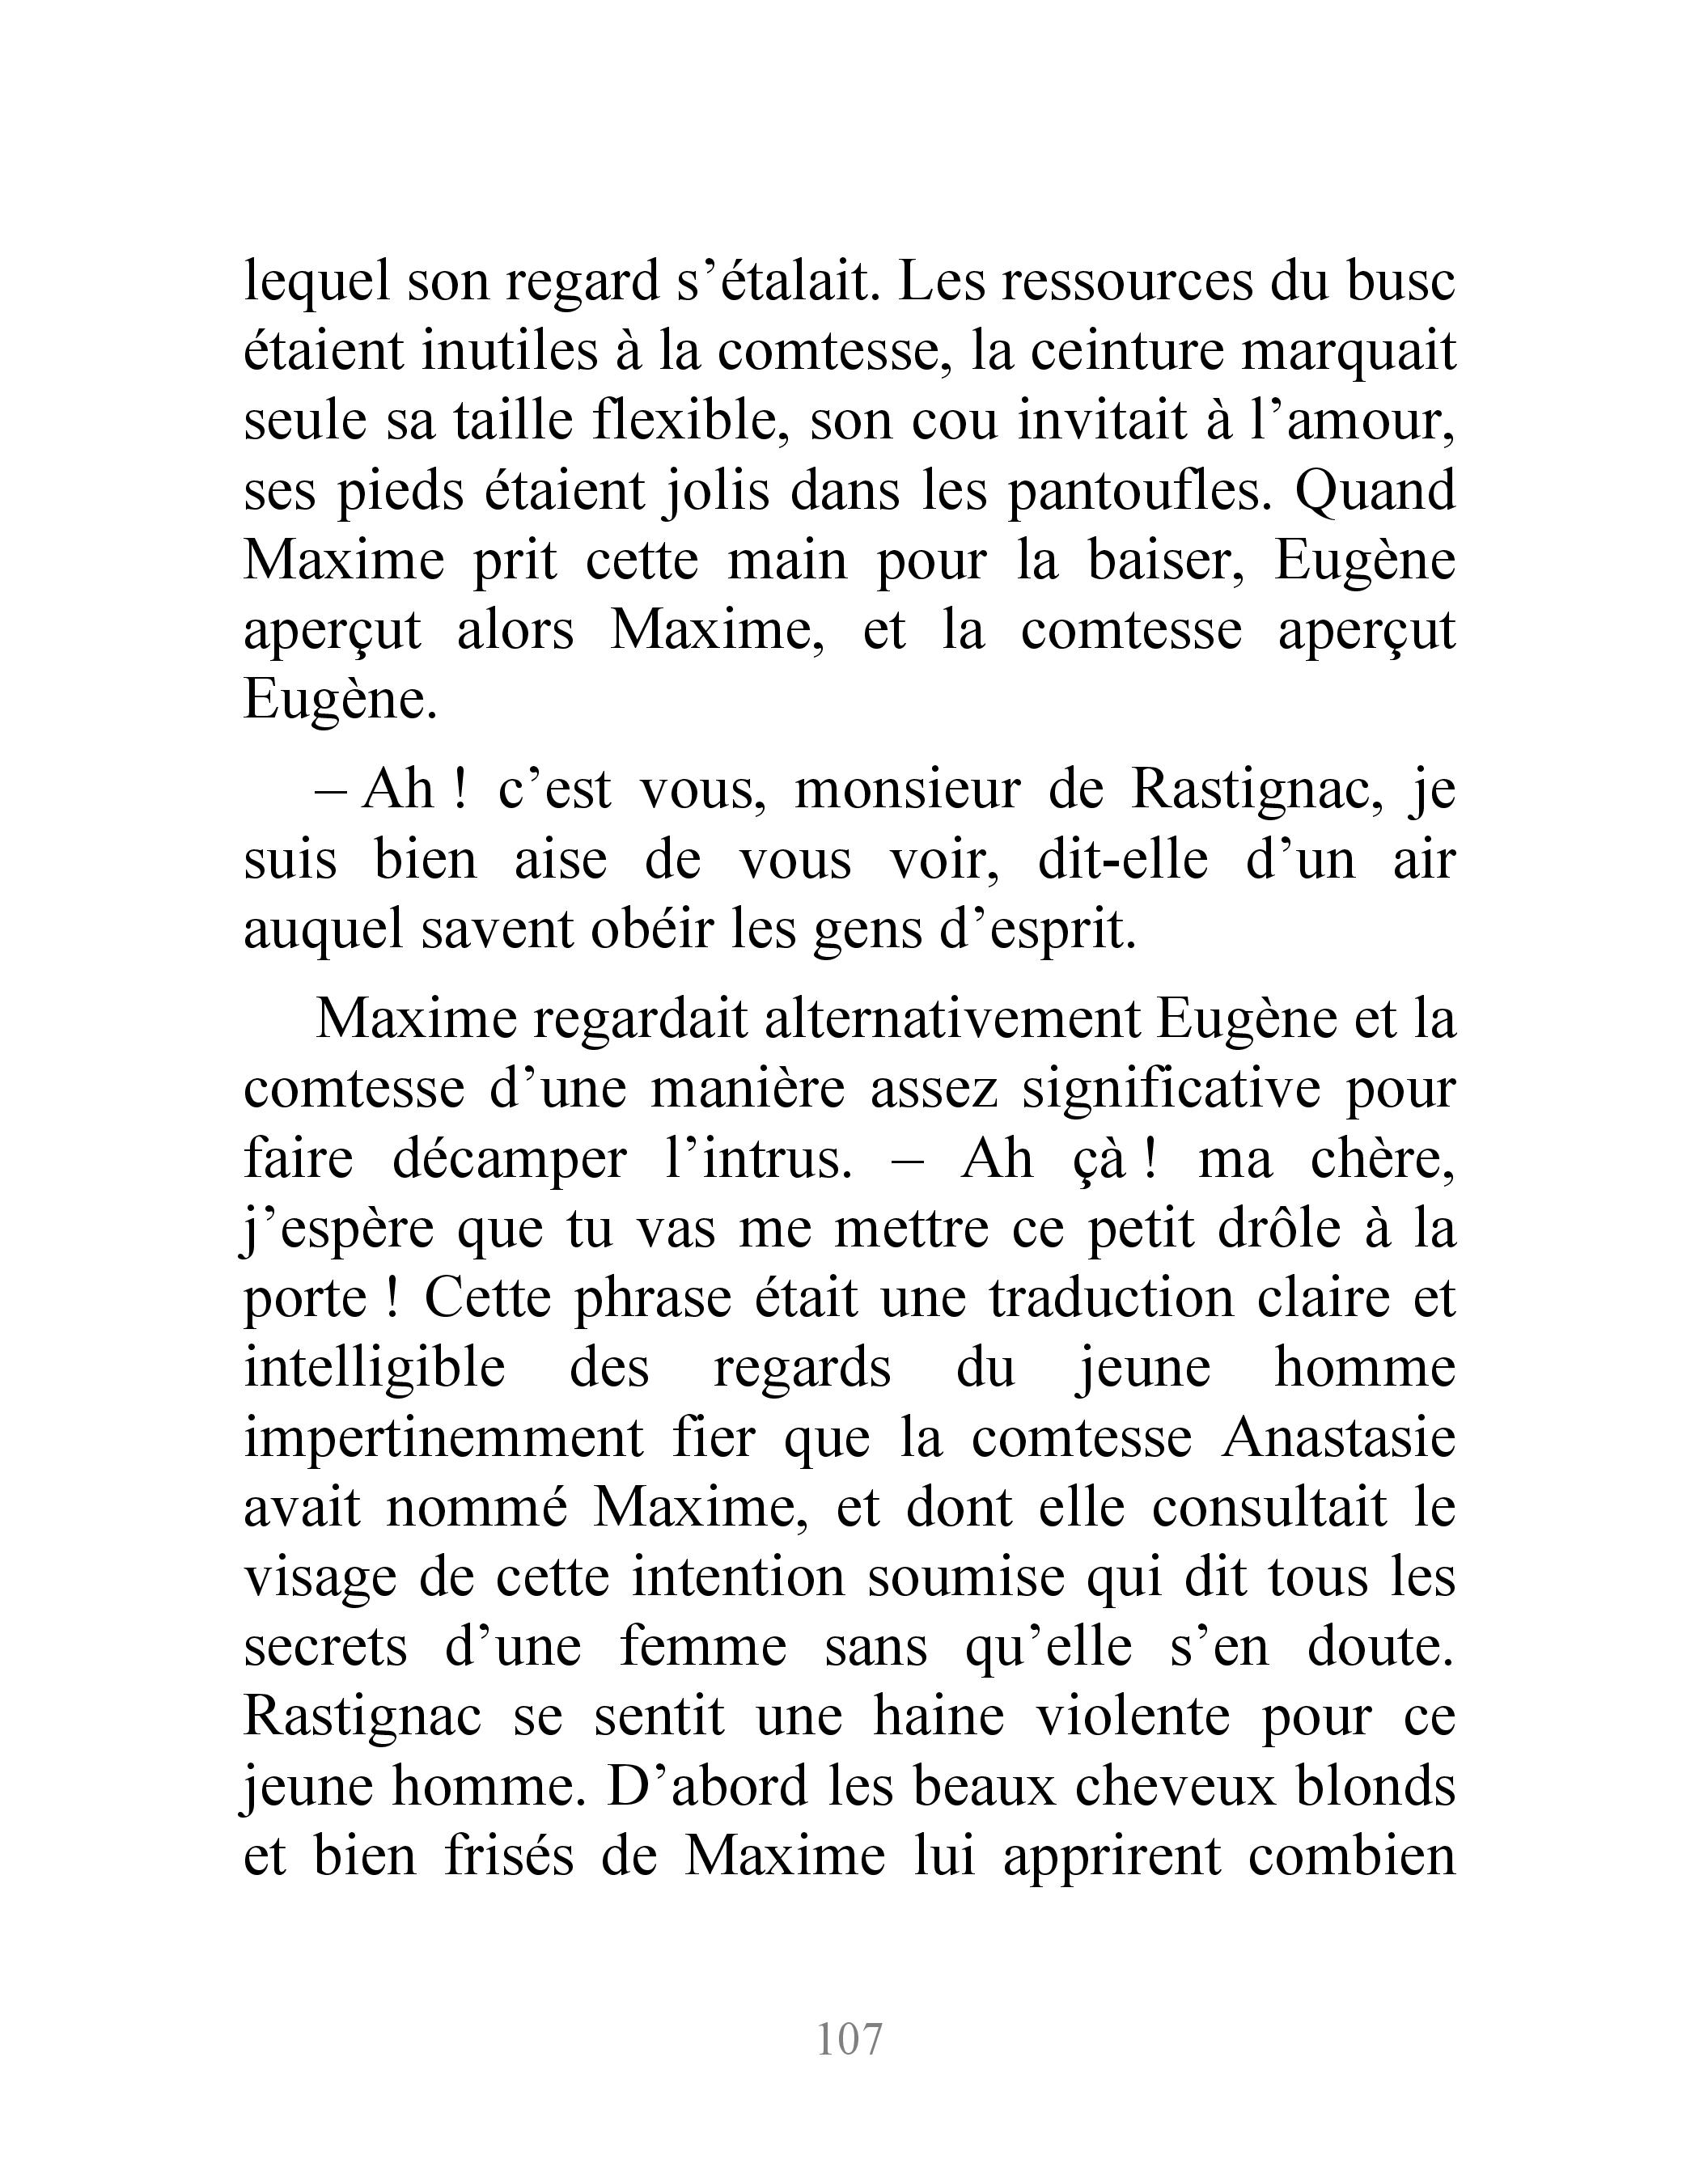 lequel son regard s’étalait. Les ressources du busc
étaient inutiles à la comtesse, la ceinture marquait
seule sa taille flexible, son cou invitait à l’amour,
ses pieds étaient jolis dans les pantoufles. Quand
Maxime prit cette main pour la baiser, Eugène
aperçut alors Maxime, et la comtesse aperçut
Eugène.
– Ah ! c’est vous, monsieur de Rastignac, je
suis bien aise de vous voir, dit-elle d’un air
auquel savent obéir les gens d’esprit.
Maxime regardait alternativement Eugène et la
comtesse d’une manière assez significative pour
faire décamper l’intrus. – Ah çà ! ma chère,
j’espère que tu vas me mettre ce petit drôle à la
porte ! Cette phrase était une traduction claire et
intelligible des regards du jeune homme
impertinemment fier que la comtesse Anastasie
avait nommé Maxime, et dont elle consultait le
visage de cette intention soumise qui dit tous les
secrets d’une femme sans qu’elle s’en doute.
Rastignac se sentit une haine violente pour ce
jeune homme. D’abord les beaux cheveux blonds
et bien frisés de Maxime lui apprirent combien
107